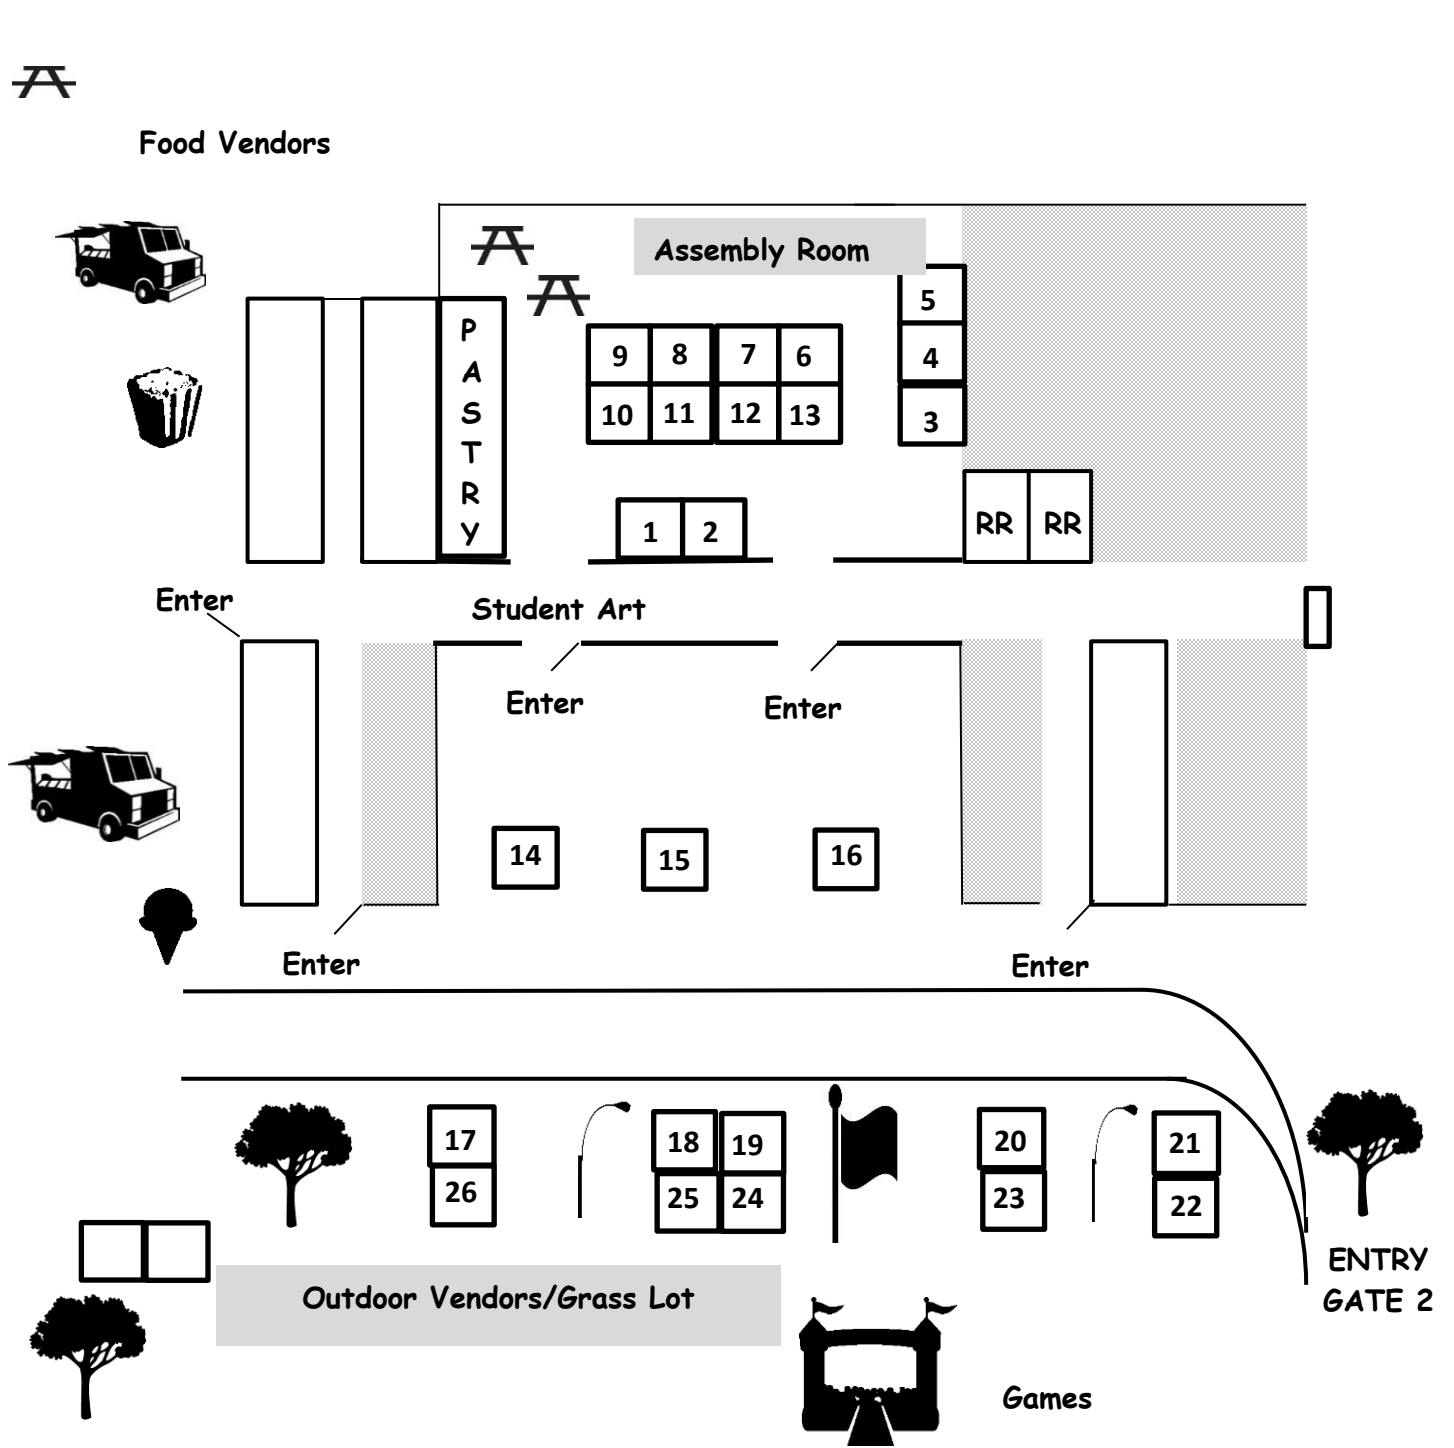 Food Vendors
Assembly Room
5
P
A
S
T
R
Y
9 8 7 6
4
10 11 12 13
3
1 2
RR RR
Enter
Student Art
Enter
Enter
14 15 16
Enter
Enter
17 18 19 20 21
26 25 24 23 22
ENTRY
GATE 2
Outdoor Vendors/Grass Lot
Games